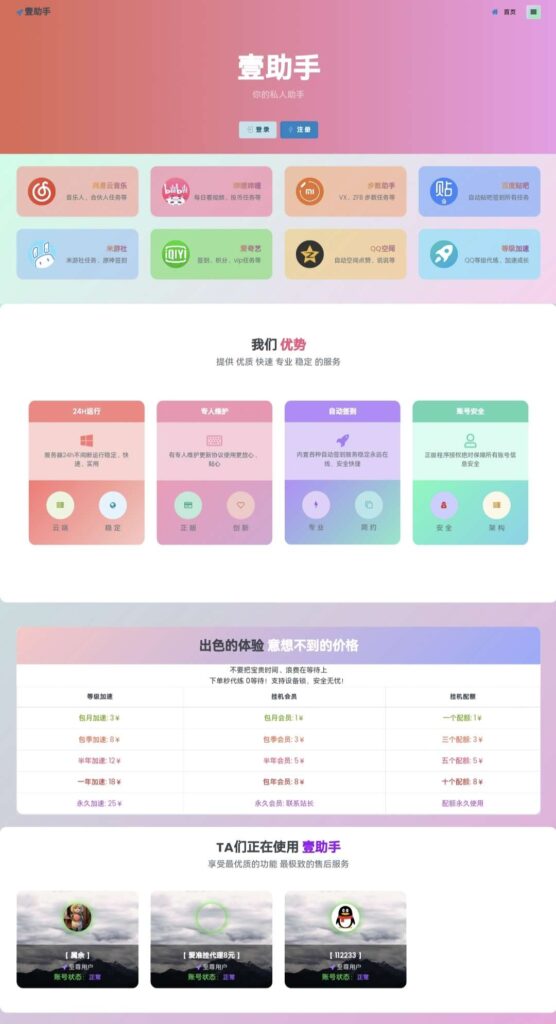 壹助手
首页
壹助手
你的私人助手
登录
注册
网易云音乐
音乐人、合伙人任务等
哔哩哔哩
每日看视频、投币任务等
步数助手
VX、ZFB 步数任务等
百度贴吧
自动贴吧签到所有任务
米游社
米游社任务、原神签到
爱奇艺
签到、积分、vip任务等
QQ空间
自动空间点赞、说说等
等级加速
QQ等级代练、加速成长
我们 优势
提供 优质 快速 专业 稳定 的服务
24H运行
专人维护
自动签到
账号安全
服务器24h不间断运行稳定、快速、实用
有专人维护更新协议使用更放心、贴心
内置各种自动签到服务稳定永远在线、安全快捷
正版程序授权绝对保障所有账号信息安全
云端
稳定
正版
创新
专业
简约
安全
架构
出色的体验 意想不到的价格
不要把宝贵时间、浪费在等待上
下单秒代练 0等待！支持设备锁，安全无忧！
等级加速
挂机会员
挂机配额
包月加速: 3¥
包月会员: 1¥
一个配额: 1¥
包季加速: 8¥
包季会员: 3¥
三个配额: 3¥
半年加速: 12¥
半年会员: 5¥
五个配额: 5¥
一年加速: 18¥
包年会员: 8¥
十个配额: 8¥
永久加速: 25¥
永久会员: 联系站长
配额永久使用
TA们正在使用 壹助手
享受最优质的功能 最极致的售后服务
至尊用户
账号状态：正常
至尊用户
账号状态：正常
[ 112233 ]
至尊用户
账号状态：正常